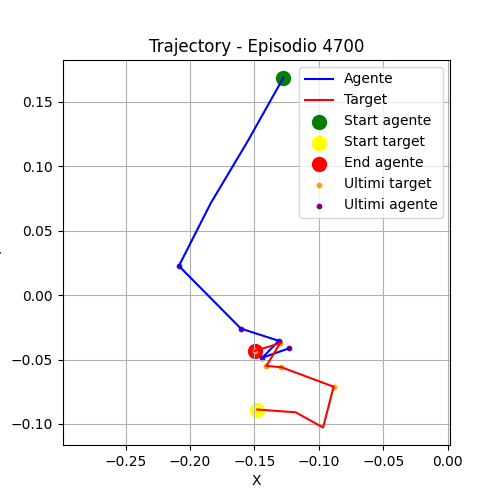 Trajectory - Episodio 4700
Agente
Target
Start agente
Start target
End agente
Ultimi target
Ultimi agente
0.15
0.10
0.05
0.00
−0.05
−0.10
−0.25
−0.20
−0.15
−0.10
−0.05
0.00
X